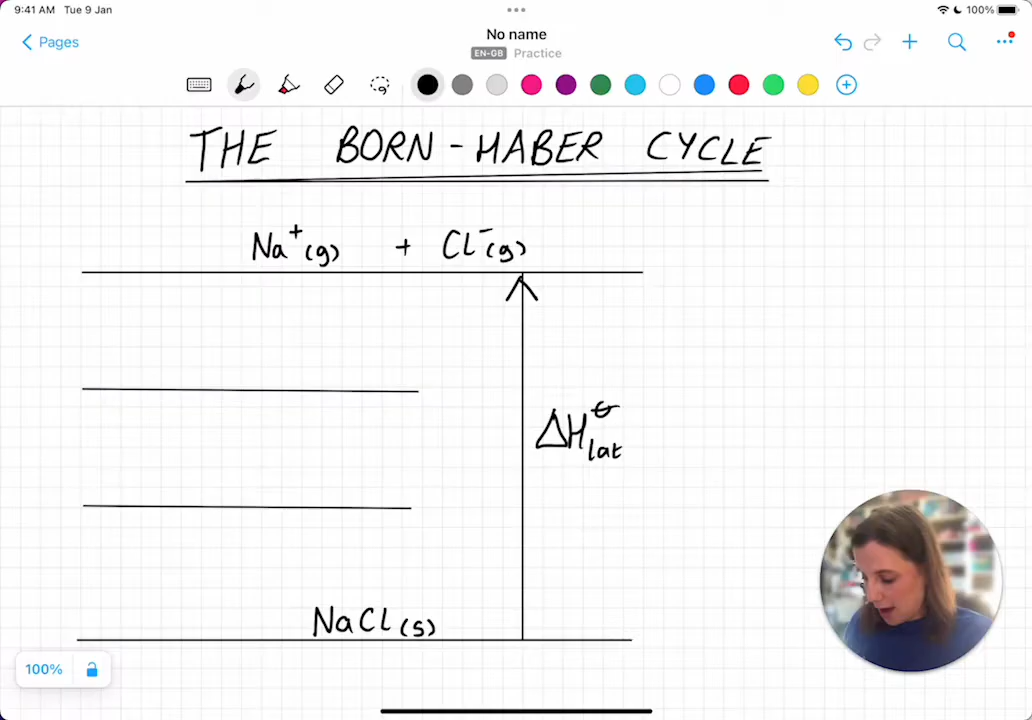 9:41 AM Tue 9 Jan 100%
Pages
No name
EN-GB Practice
THE BORN-HABER CYCLE
Na⁺(g) + Cl⁻(g)
ΔH⦵lat
NaCl(s)
100%